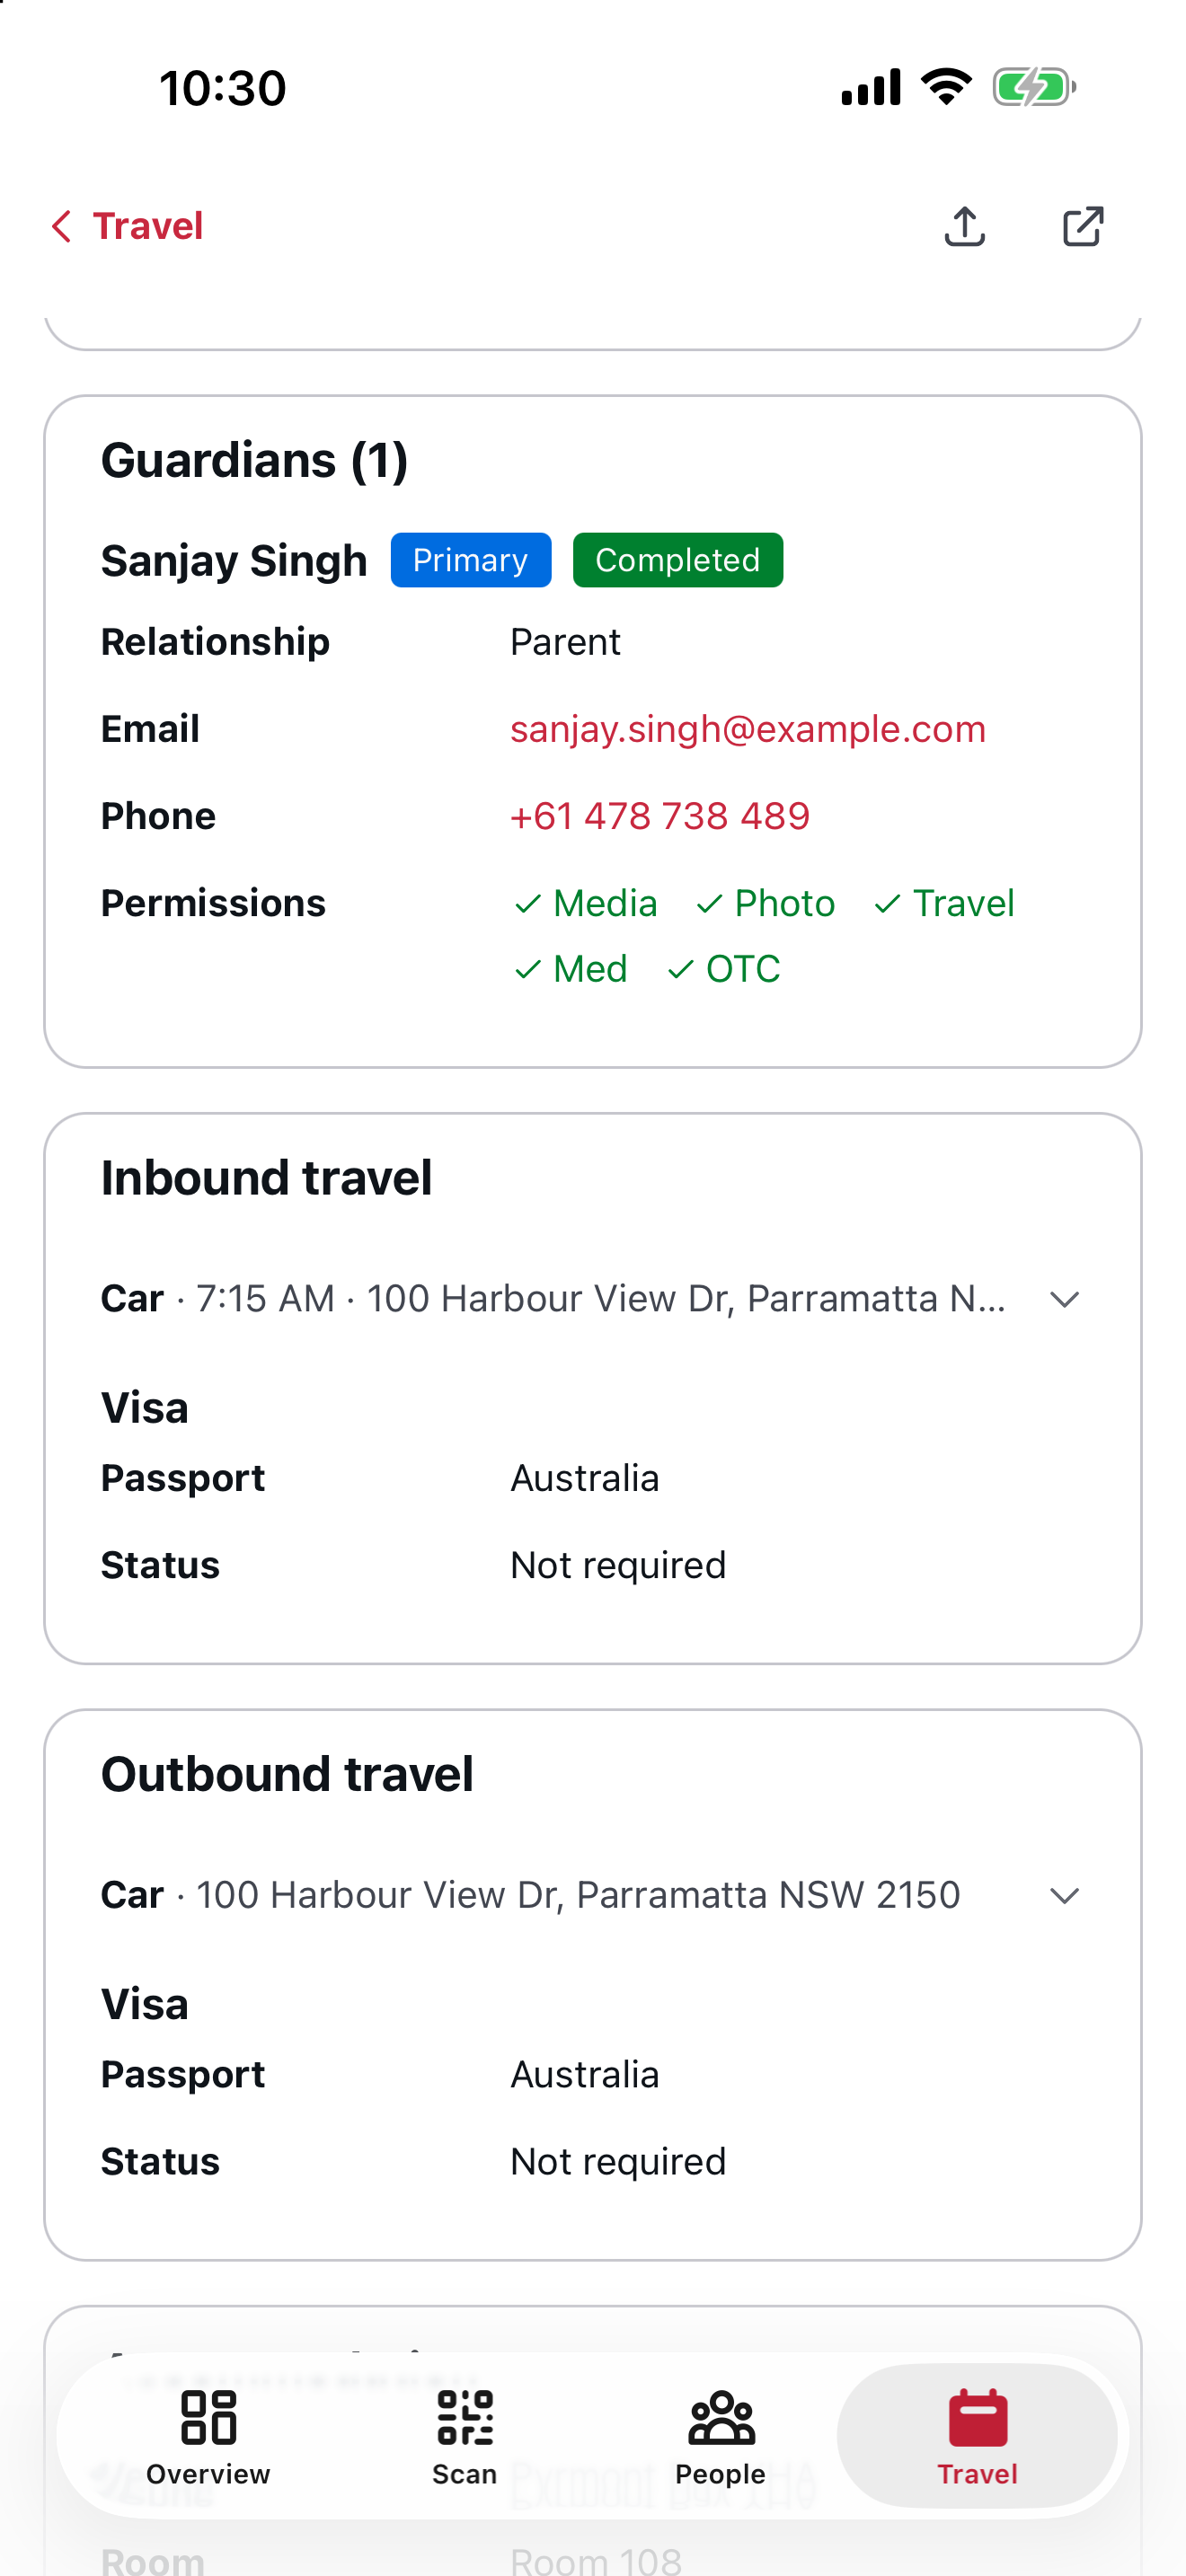 10:30
Travel
Guardians (1)
Sanjay Singh Primary Completed
Relationship Parent
Email sanjay.singh@example.com
Phone +61 478 738 489
Permissions ✓ Media ✓ Photo ✓ Travel
✓ Med ✓ OTC
Inbound travel
Car · 7:15 AM · 100 Harbour View Dr, Parramatta N...
Visa
Passport Australia
Status Not required
Outbound travel
Car · 100 Harbour View Dr, Parramatta NSW 2150
Visa
Passport Australia
Status Not required
Overview Scan People Travel
Room Room 108